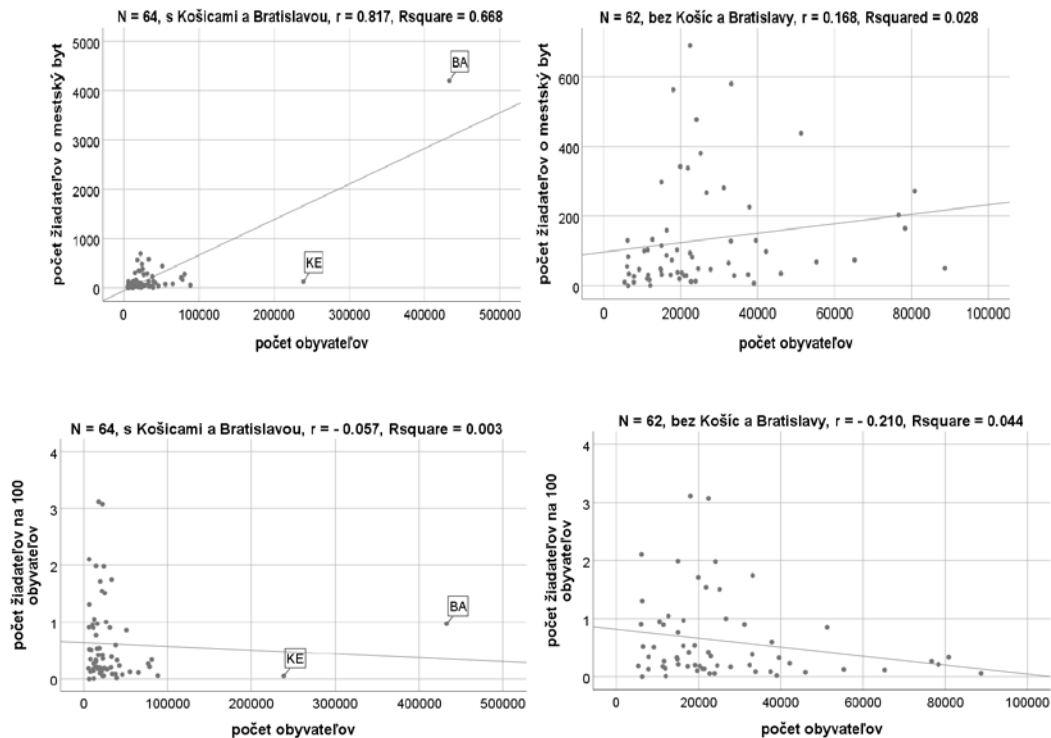 N = 64, s Košicami a Bratislavou, r = 0.817, Rsquare = 0.668
počet žiadateľov o mestský byt
5000
4000
3000
2000
1000
0
BA
KE
0 100000 200000 300000 400000 500000
počet obyvateľov
N = 62, bez Košíc a Bratislavy, r = 0.168, Rsquared = 0.028
počet žiadateľov o mestský byt
600
400
200
0
0 20000 40000 60000 80000 100000
počet obyvateľov
N = 64, s Košicami a Bratislavou, r = - 0.057, Rsquare = 0.003
počet žiadateľov na 100
obyvateľov
4
3
2
1
0
BA
KE
0 100000 200000 300000 400000 500000
počet obyvateľov
N = 62, bez Košíc a Bratislavy, r = - 0.210, Rsquare = 0.044
počet žiadateľov na 100
obyvateľov
4
3
2
1
0
0 20000 40000 60000 80000 100000
počet obyvateľov